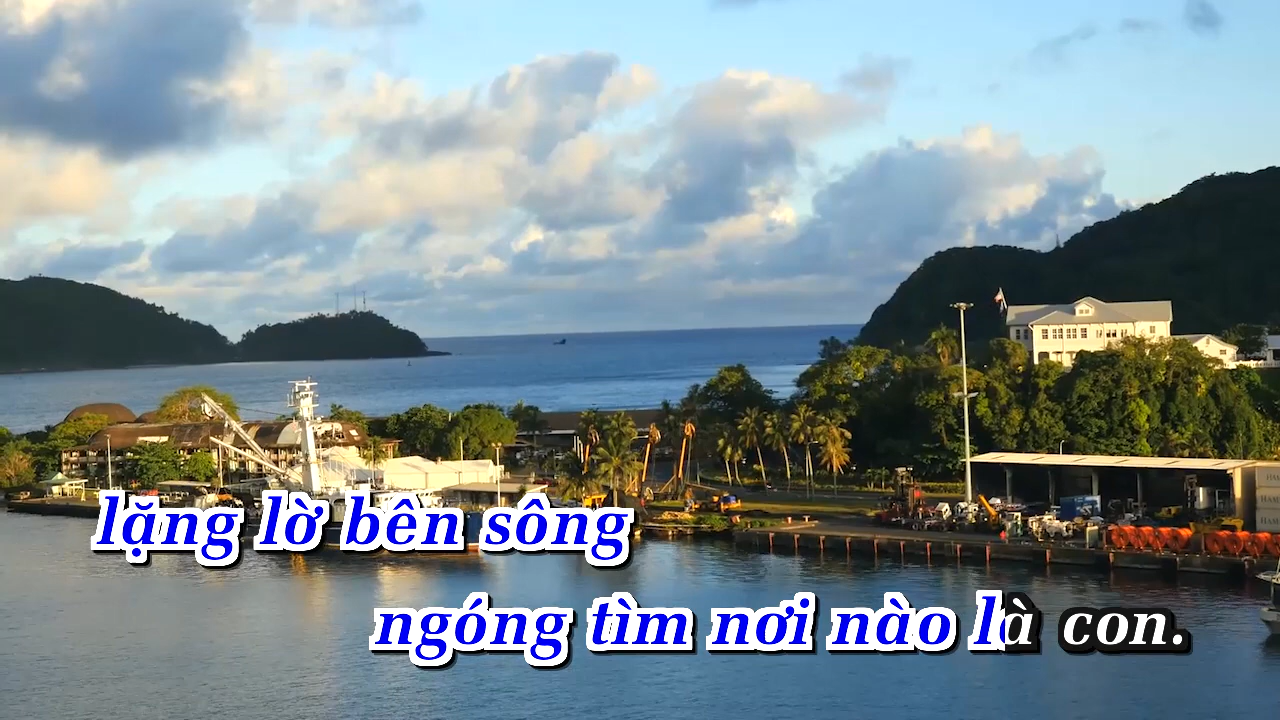 lặng lờ bên sông
ngóng tìm nơi nào là con.